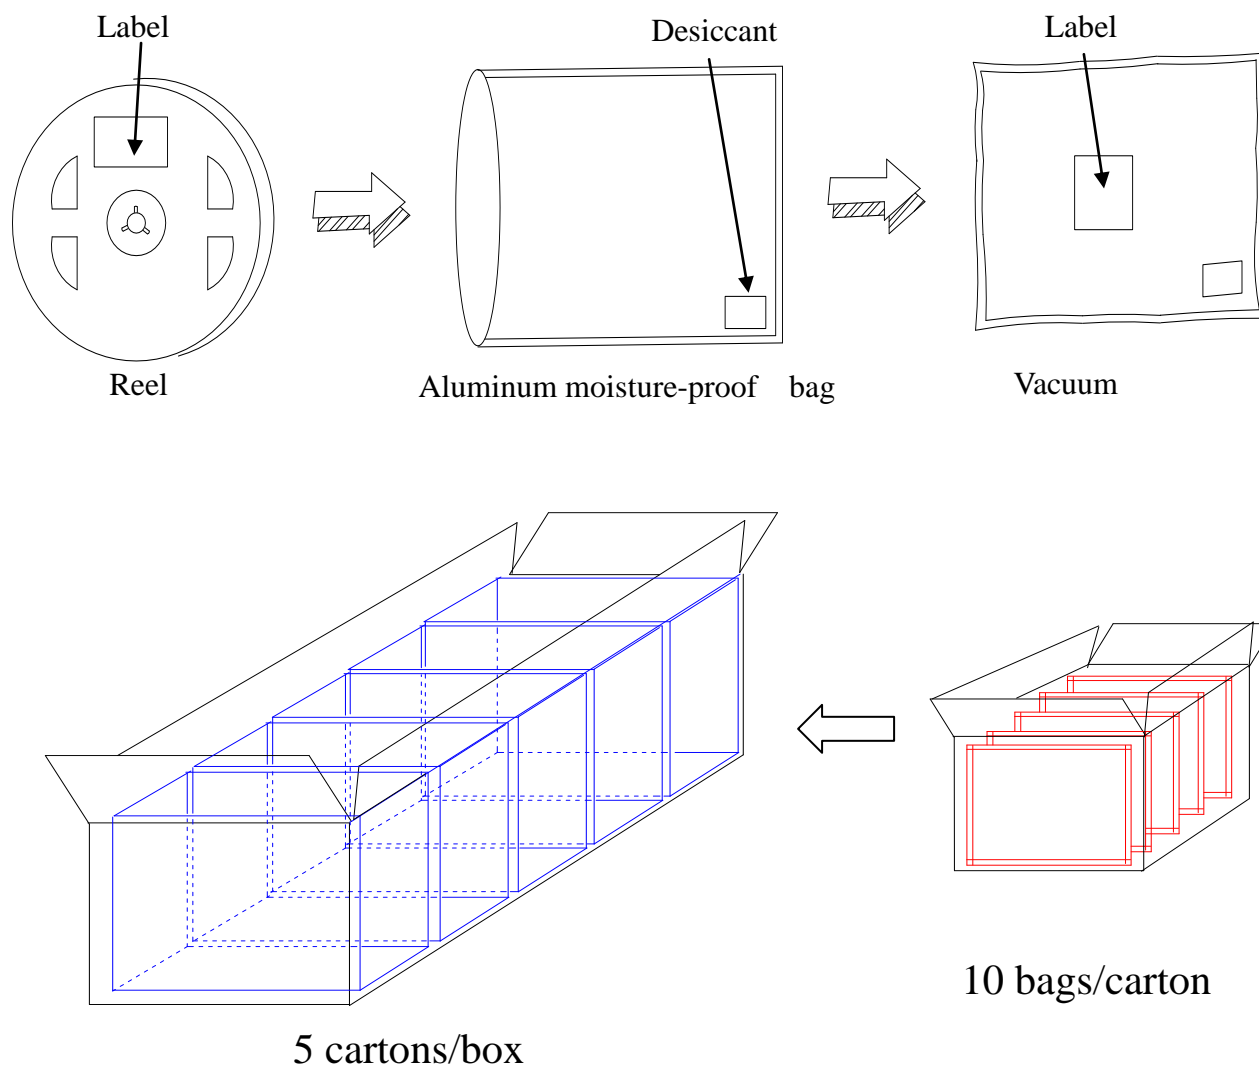 Label
Desiccant
Label
Reel
Aluminum moisture-proof bag
Vacuum
10 bags/carton
5 cartons/box